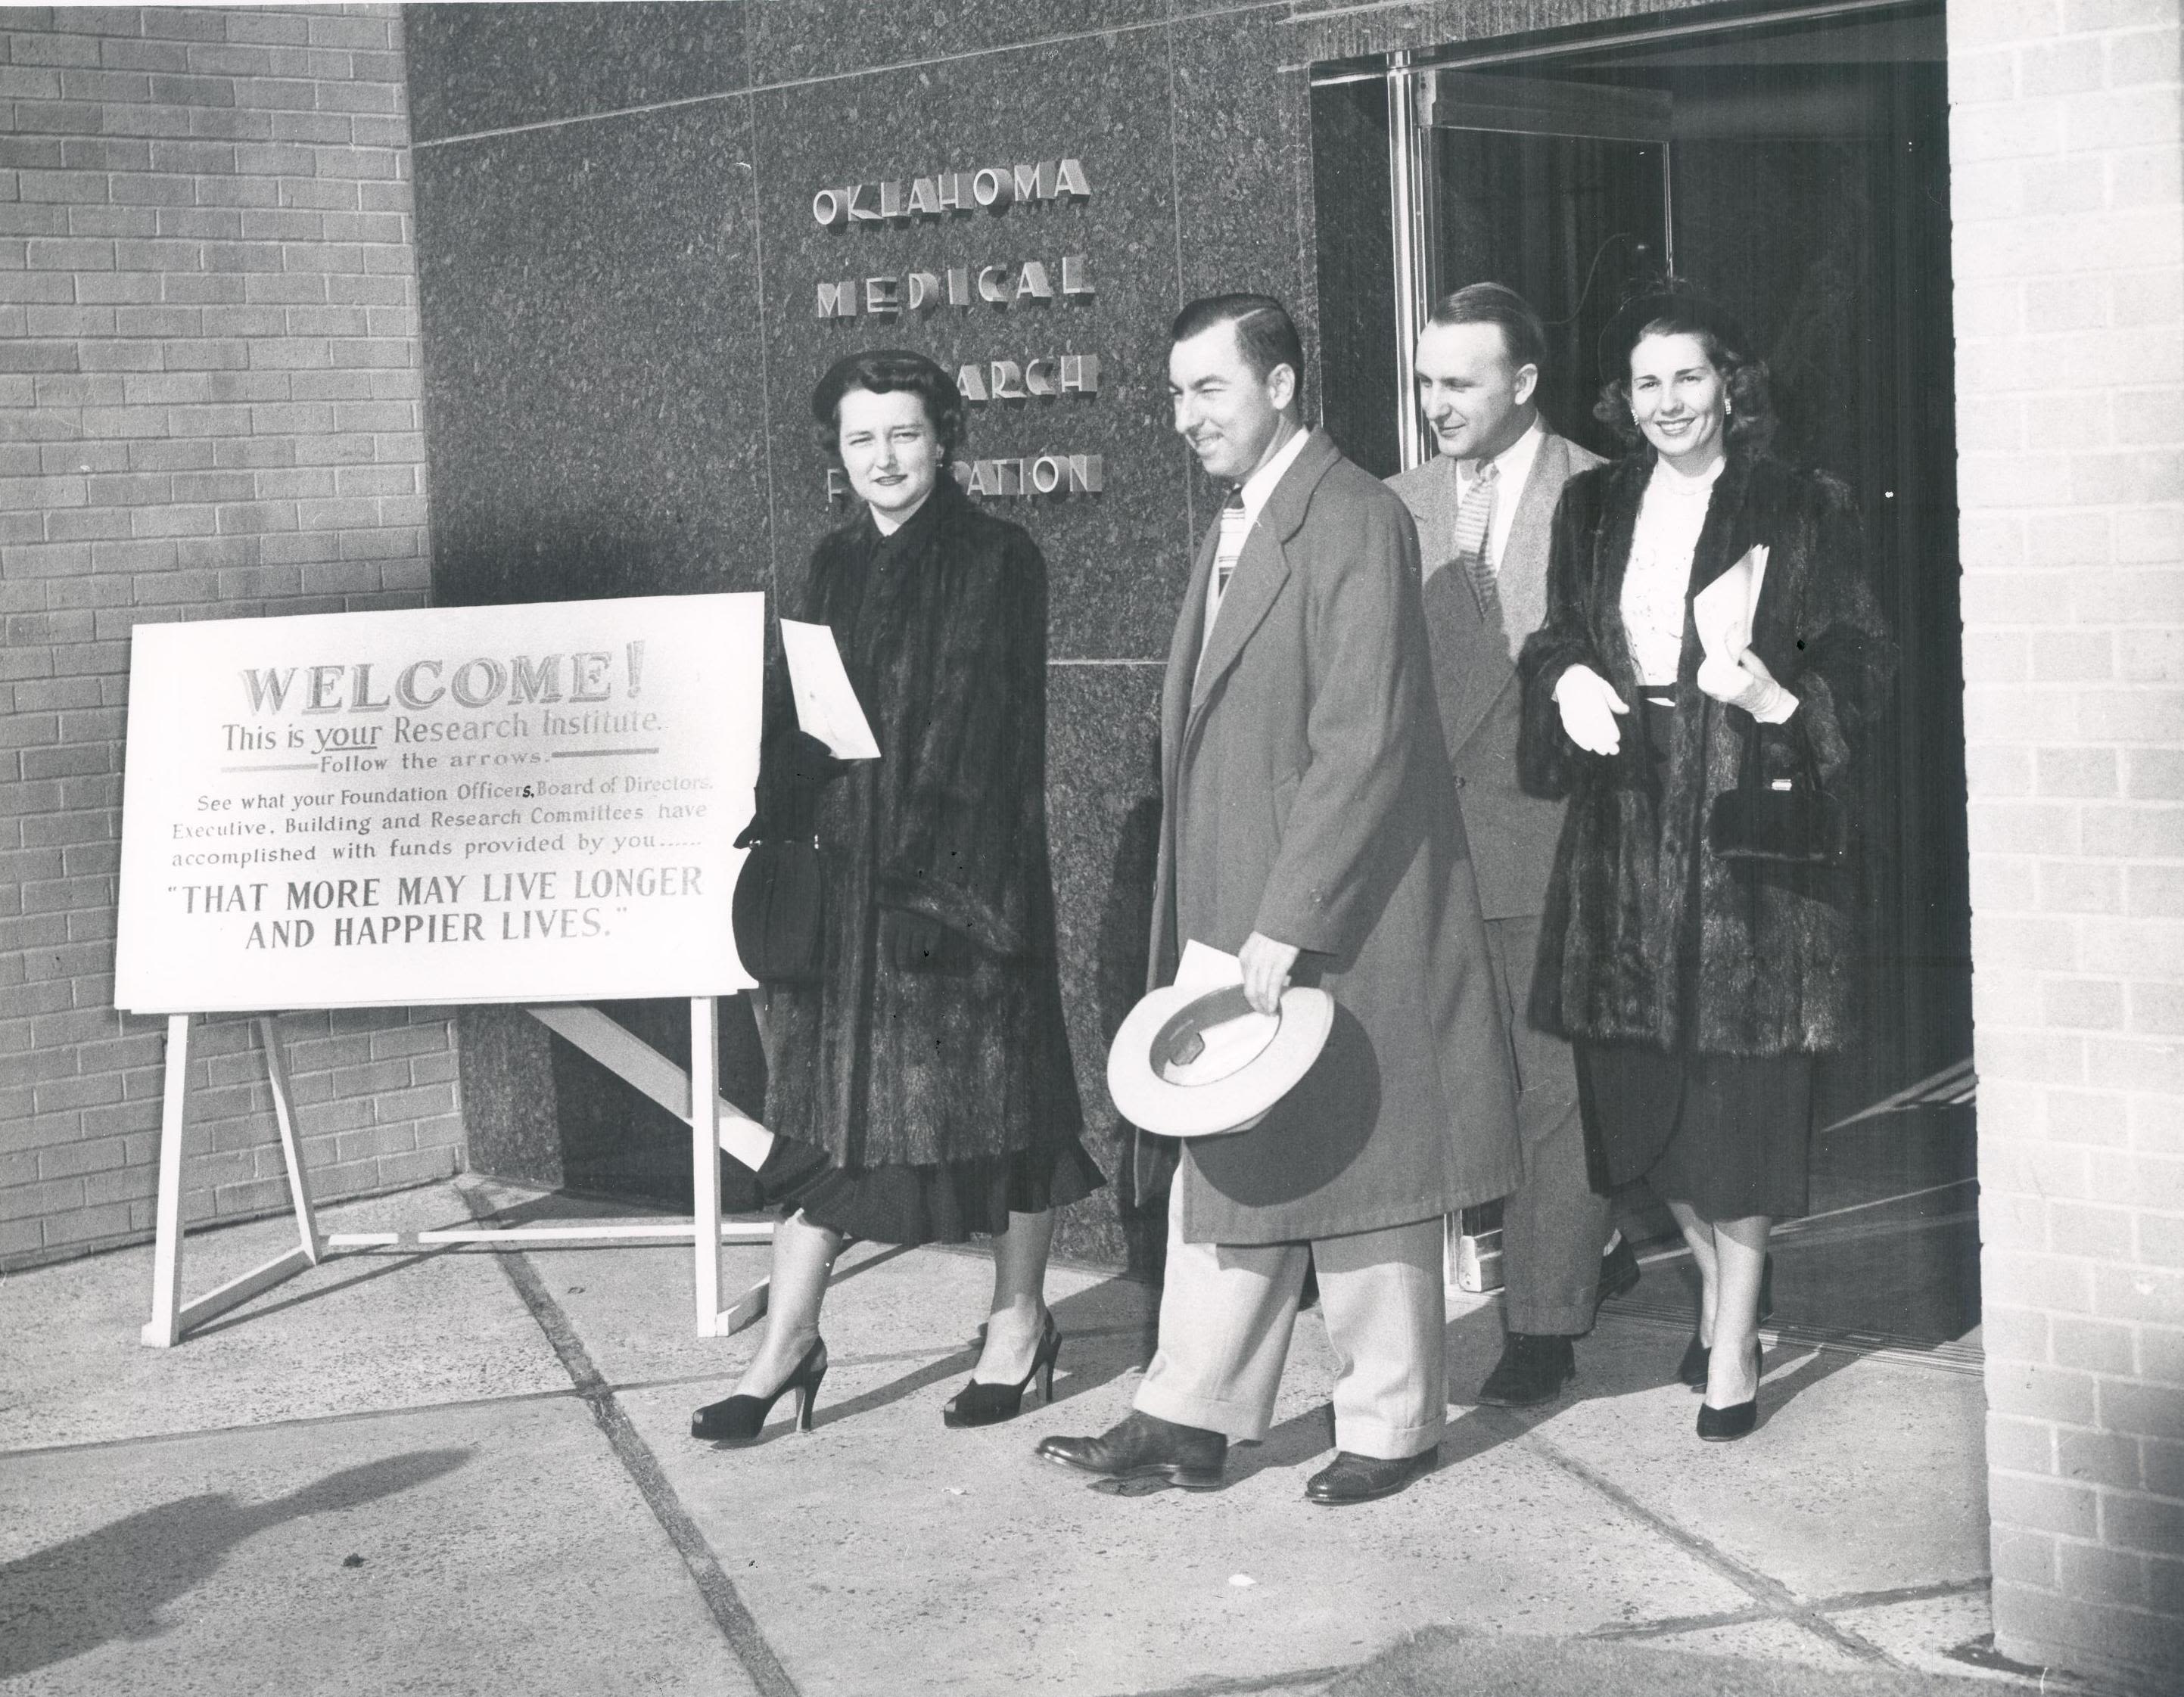 WELCOME!
This is your Research Institute.
Follow the arrows.
See what your Foundation Officers, Board of Directors,
Executive, Building and Research Committees have
accomplished with funds provided by you......
"THAT MORE MAY LIVE LONGER
AND HAPPIER LIVES."
OKLAHOMA
MEDICAL
ARCH
F ATION